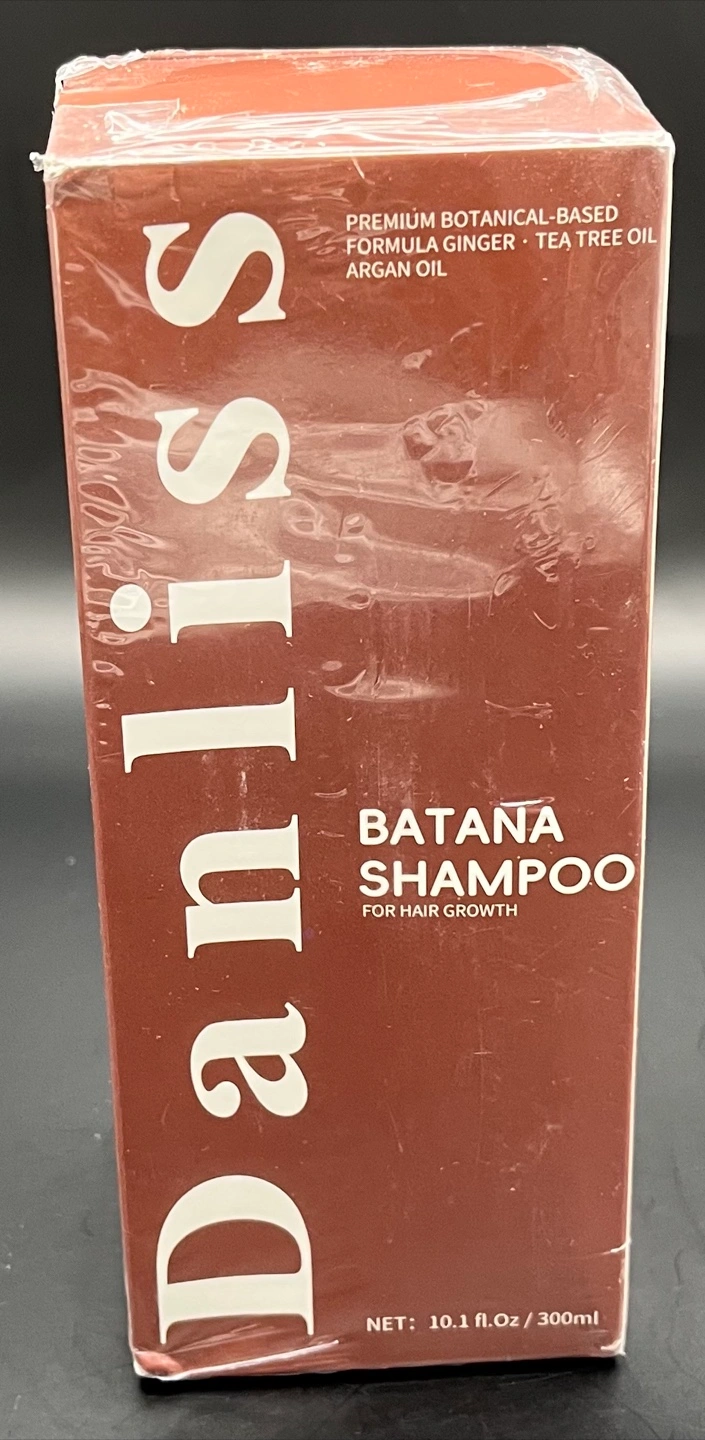 Danliss
PREMIUM BOTANICAL-BASED
FORMULA GINGER · TEA TREE OIL
ARGAN OIL
BATANA
SHAMPOO
FOR HAIR GROWTH
NET: 10.1 fl.Oz / 300ml